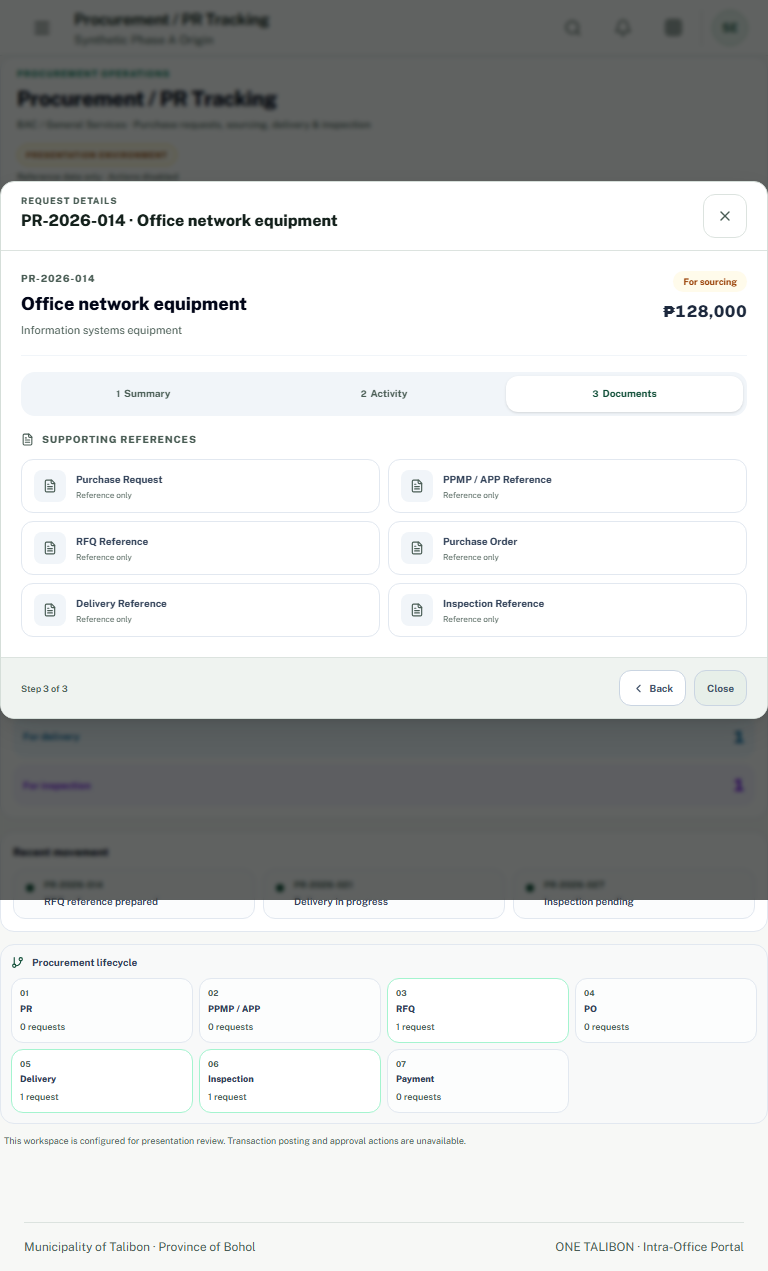 Procurement / PR Tracking
Synthetic Phase A Origin
PROCUREMENT OPERATIONS
Procurement / PR Tracking
BAC / General Services · Purchase requests, sourcing, delivery & inspection
PRESENTATION ENVIRONMENT
Reference data only · Actions disabled
REQUEST DETAILS
PR-2026-014 · Office network equipment
PR-2026-014
For sourcing
Office network equipment
₱128,000
Information systems equipment
1 Summary
2 Activity
3 Documents
SUPPORTING REFERENCES
Purchase Request
Reference only
PPMP / APP Reference
Reference only
RFQ Reference
Reference only
Purchase Order
Reference only
Delivery Reference
Reference only
Inspection Reference
Reference only
Step 3 of 3
Back
Close
For delivery
1
For inspection
1
Recent movement
PR-2026-014
RFQ reference prepared
Delivery in progress
Inspection pending
Procurement lifecycle
01
PR
0 requests
02
PPMP / APP
0 requests
03
RFQ
1 request
04
PO
0 requests
05
Delivery
1 request
06
Inspection
1 request
07
Payment
0 requests
This workspace is configured for presentation review. Transaction posting and approval actions are unavailable.
Municipality of Talibon · Province of Bohol
ONE TALIBON · Intra-Office Portal